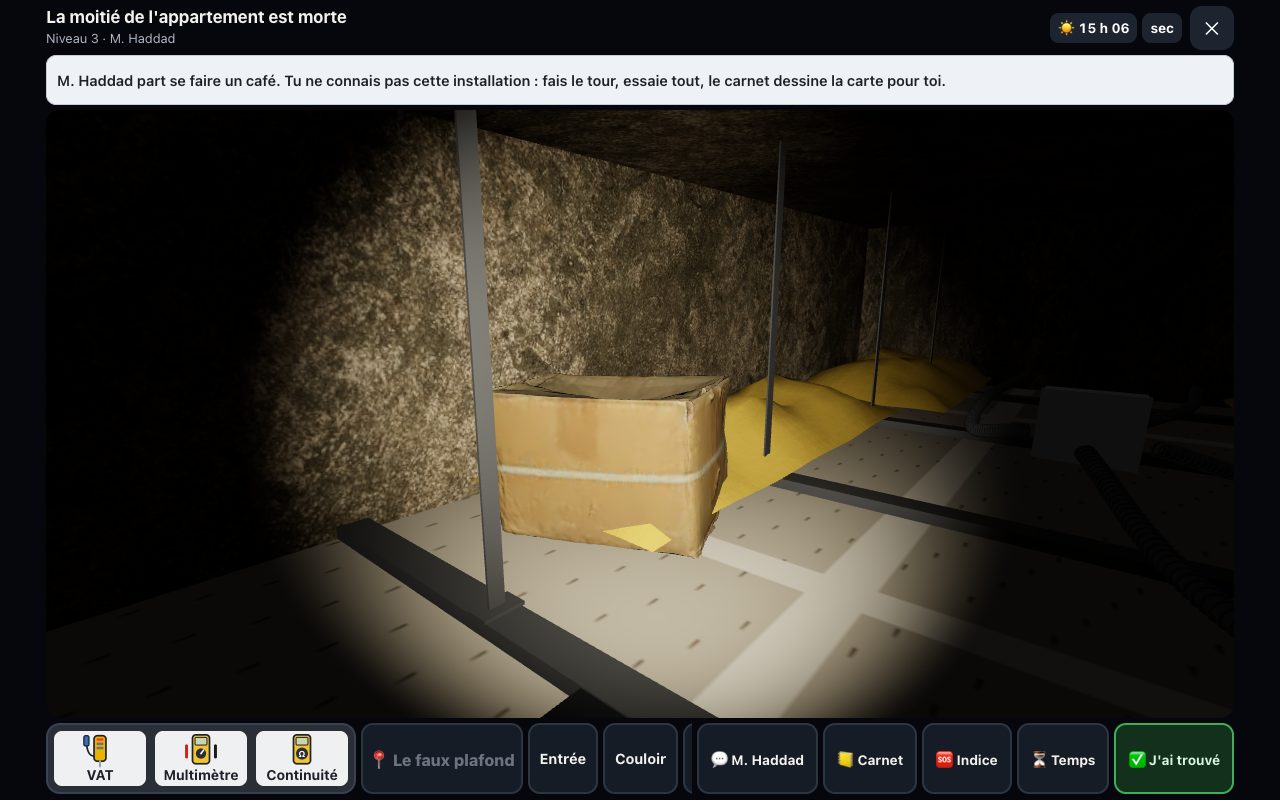 La moitié de l'appartement est morte
Niveau 3 · M. Haddad
15 h 06
sec
M. Haddad part se faire un café. Tu ne connais pas cette installation : fais le tour, essaie tout, le carnet dessine la carte pour toi.
VAT
Multimètre
Continuité
Le faux plafond
Entrée
Couloir
M. Haddad
Carnet
SOS
Indice
Temps
J'ai trouvé